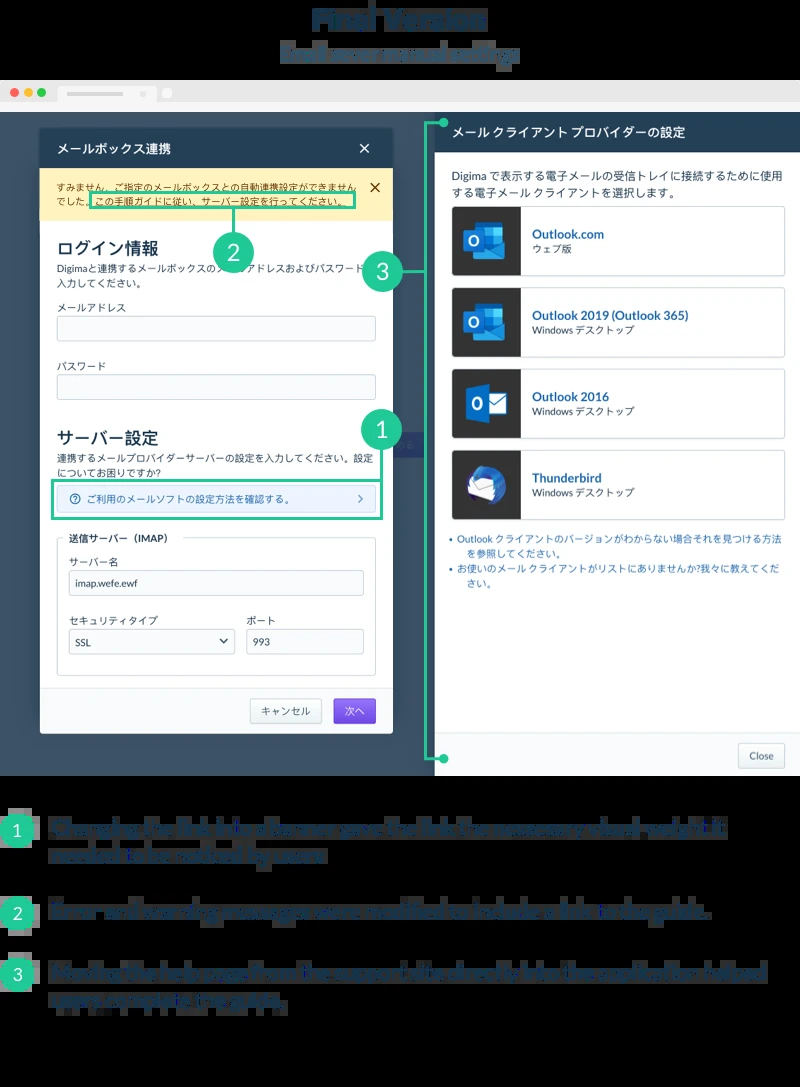 Final Version
Email server manual settings
メールボックス連携
すみません、ご指定のメールボックスとの自動連携設定ができません
でした。この手順ガイドに従い、サーバー設定を行ってください。
2
ログイン情報
Digimaと連携するメールボックスのメールアドレスおよびパスワード
入力してください。
メールアドレス
パスワード
1
サーバー設定
連携するメールプロバイダーサーバーの設定を入力してください。設定
についてお困りですか?
ご利用のメールソフトの設定方法を確認する。
送信サーバー（IMAP）
サーバー名
imap.wefe.ewf
セキュリティタイプ
ポート
SSL
993
キャンセル
次へ
3
メール クライアント プロバイダーの設定
Digima で表示する電子メールの受信トレイに接続するために使用
する電子メール クライアントを選択します。
Outlook.com
ウェブ版
Outlook 2019 (Outlook 365)
Windows デスクトップ
Outlook 2016
Windows デスクトップ
Thunderbird
Windows デスクトップ
• Outlook クライアントのバージョンがわからない場合それを見つける方法
を参照してください。
• お使いのメール クライアントがリストにありませんか?我々に教えてくだ
さい。
Close
1
Changing the link into a banner gave the link the necessary visual weight it
needed to be noticed by users.
2
Error and warning messages were modified to include a link to the guide.
3
Moving the help page from the support site directly into the application helped
users complete the guide.